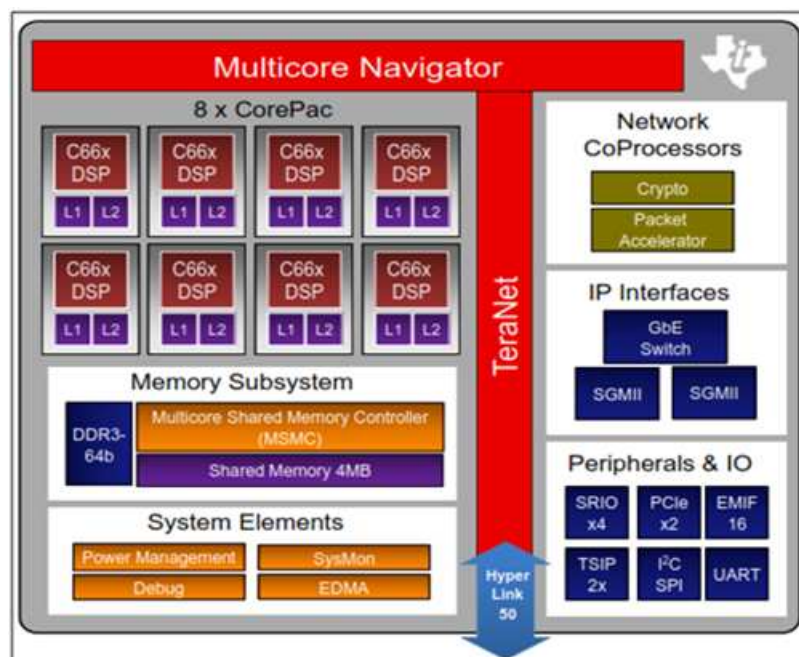 Multicore Navigator
8 x CorePac
C66x
DSP
L1 L2
C66x
DSP
L1 L2
C66x
DSP
L1 L2
C66x
DSP
L1 L2
C66x
DSP
L1 L2
C66x
DSP
L1 L2
C66x
DSP
L1 L2
C66x
DSP
L1 L2
Memory Subsystem
DDR3-
64b
Multicore Shared Memory Controller
(MSMC)
Shared Memory 4MB
System Elements
Power Management
SysMon
Debug
EDMA
TeraNet
Hyper
Link
50
Network
CoProcessors
Crypto
Packet
Accelerator
IP Interfaces
GbE
Switch
SGMII
SGMII
Peripherals & IO
SRIO
x4
PCIe
x2
EMIF
16
TSIP
2x
I²C
SPI
UART